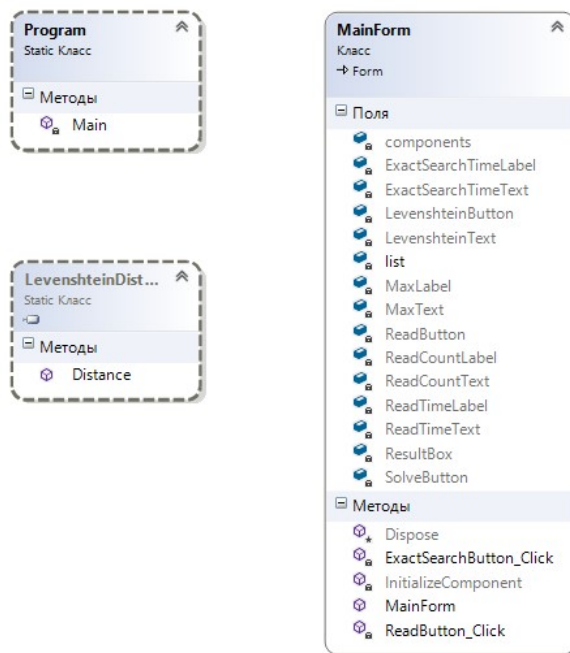 Program
Static Класс
Методы
Main
LevenshteinDist...
Static Класс
Методы
Distance
MainForm
Класс
Form
Поля
components
ExactSearchTimeLabel
ExactSearchTimeText
LevenshteinButton
LevenshteinText
list
MaxLabel
MaxText
ReadButton
ReadCountLabel
ReadCountText
ReadTimeLabel
ReadTimeText
ResultBox
SolveButton
Методы
Dispose
ExactSearchButton_Click
InitializeComponent
MainForm
ReadButton_Click